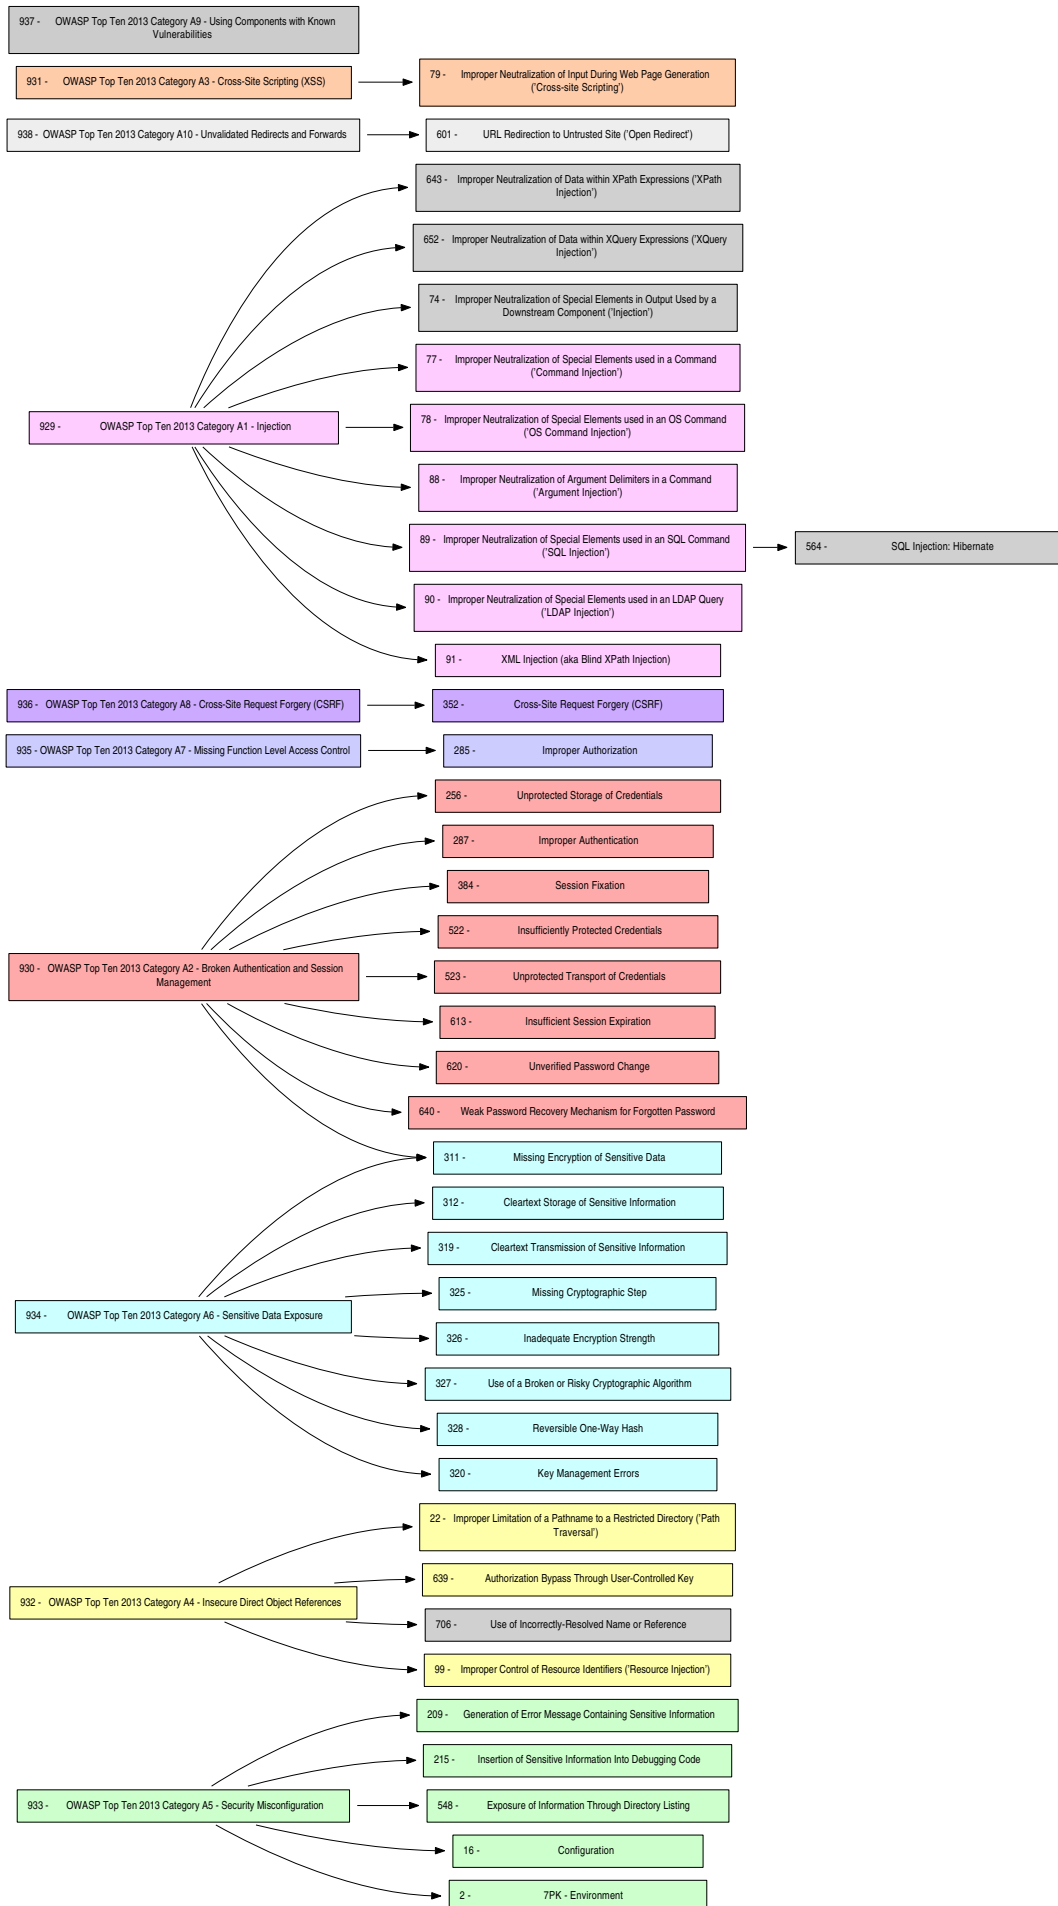 937 - OWASP Top Ten 2013 Category A9 - Using Components with Known
Vulnerabilities
931 - OWASP Top Ten 2013 Category A3 - Cross-Site Scripting (XSS)
79 - Improper Neutralization of Input During Web Page Generation
('Cross-site Scripting')
938 - OWASP Top Ten 2013 Category A10 - Unvalidated Redirects and Forwards
601 - URL Redirection to Untrusted Site ('Open Redirect')
643 - Improper Neutralization of Data within XPath Expressions ('XPath
Injection')
652 - Improper Neutralization of Data within XQuery Expressions ('XQuery
Injection')
74 - Improper Neutralization of Special Elements in Output Used by a
Downstream Component ('Injection')
77 - Improper Neutralization of Special Elements used in a Command
('Command Injection')
929 - OWASP Top Ten 2013 Category A1 - Injection
78 - Improper Neutralization of Special Elements used in an OS Command
('OS Command Injection')
88 - Improper Neutralization of Argument Delimiters in a Command
('Argument Injection')
89 - Improper Neutralization of Special Elements used in an SQL Command
('SQL Injection')
564 - SQL Injection: Hibernate
90 - Improper Neutralization of Special Elements used in an LDAP Query
('LDAP Injection')
91 - XML Injection (aka Blind XPath Injection)
936 - OWASP Top Ten 2013 Category A8 - Cross-Site Request Forgery (CSRF)
352 - Cross-Site Request Forgery (CSRF)
935 - OWASP Top Ten 2013 Category A7 - Missing Function Level Access Control
285 - Improper Authorization
256 - Unprotected Storage of Credentials
287 - Improper Authentication
384 - Session Fixation
522 - Insufficiently Protected Credentials
930 - OWASP Top Ten 2013 Category A2 - Broken Authentication and Session
Management
523 - Unprotected Transport of Credentials
613 - Insufficient Session Expiration
620 - Unverified Password Change
640 - Weak Password Recovery Mechanism for Forgotten Password
311 - Missing Encryption of Sensitive Data
312 - Cleartext Storage of Sensitive Information
319 - Cleartext Transmission of Sensitive Information
325 - Missing Cryptographic Step
934 - OWASP Top Ten 2013 Category A6 - Sensitive Data Exposure
326 - Inadequate Encryption Strength
327 - Use of a Broken or Risky Cryptographic Algorithm
328 - Reversible One-Way Hash
320 - Key Management Errors
22 - Improper Limitation of a Pathname to a Restricted Directory ('Path
Traversal')
639 - Authorization Bypass Through User-Controlled Key
932 - OWASP Top Ten 2013 Category A4 - Insecure Direct Object References
706 - Use of Incorrectly-Resolved Name or Reference
99 - Improper Control of Resource Identifiers ('Resource Injection')
209 - Generation of Error Message Containing Sensitive Information
215 - Insertion of Sensitive Information Into Debugging Code
933 - OWASP Top Ten 2013 Category A5 - Security Misconfiguration
548 - Exposure of Information Through Directory Listing
16 - Configuration
2 - 7PK - Environment